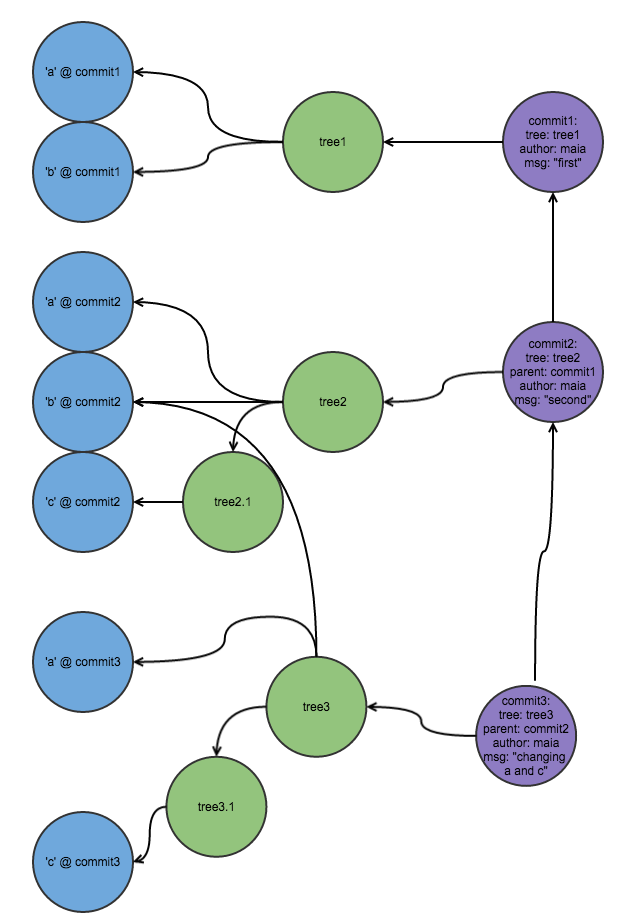 'a' @ commit1
'b' @ commit1
tree1
commit1:
tree: tree1
author: maia
msg: "first"
'a' @ commit2
'b' @ commit2
'c' @ commit2
tree2
tree2.1
commit2:
tree: tree2
parent: commit1
author: maia
msg: "second"
'a' @ commit3
tree3
tree3.1
'c' @ commit3
commit3:
tree: tree3
parent: commit2
author: maia
msg: "changing
a and c"